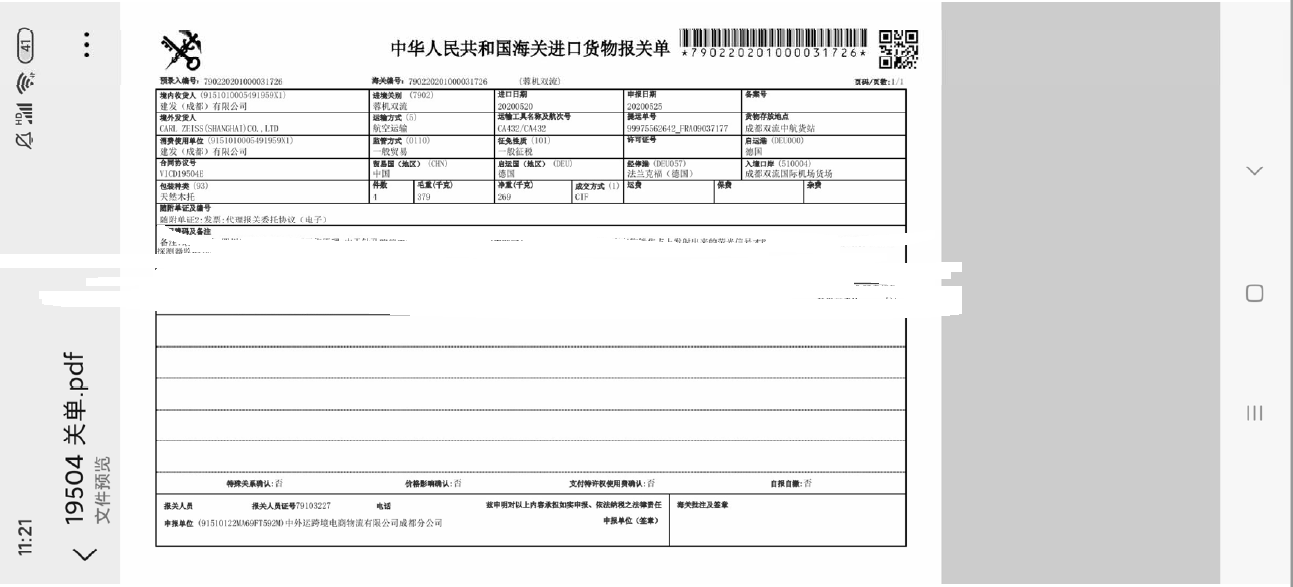 11:21
41
HD
19504 关单.pdf
文件预览
中华人民共和国海关进口货物报关单
*790220201000031726*
预录入编号：790220201000031726 海关编号：790220201000031726 （蓉机双流） 页码/页数:1/1
境内收货人 (9151010005491959X1) 进境关别 (7902) 进口日期 申报日期 备案号
建发（成都）有限公司 蓉机双流 20200520 20200525
境外发货人 运输方式 (5) 运输工具名称及航次号 提运单号 货物存放地点
CARL ZEISS(SHANGHAI)CO.,LTD 航空运输 CA432/CA432 99975562642_FRA09037177 成都双流中航货站
消费使用单位 (9151010005491959X1) 监管方式 (0110) 征免性质 (101) 许可证号 启运港 (DEU000)
建发（成都）有限公司 一般贸易 一般征税 德国
合同协议号 贸易国（地区） (CHN) 启运国（地区） (DEU) 经停港 (DEU057) 入境口岸 (510004)
VJCD19504E 中国 德国 法兰克福（德国） 成都双流国际机场货场
包装种类 (93) 件数 毛重(千克) 净重(千克) 成交方式 (1) 运费 保费 杂费
天然木托 4 379 269 CIF
随附单证及编号
随附单证2:发票;代理报关委托协议（电子）
唛码及备注
备注:
特殊关系确认:否 价格影响确认:否 支付特许权使用费确认:否 自报自缴:否
报关人员 报关人员证号79103227 电话 兹申明对以上内容承担如实申报、依法纳税之法律责任 海关批注及签章
申报单位 (91510122MA69FT592M)中外运跨境电商物流有限公司成都分公司 申报单位（签章）